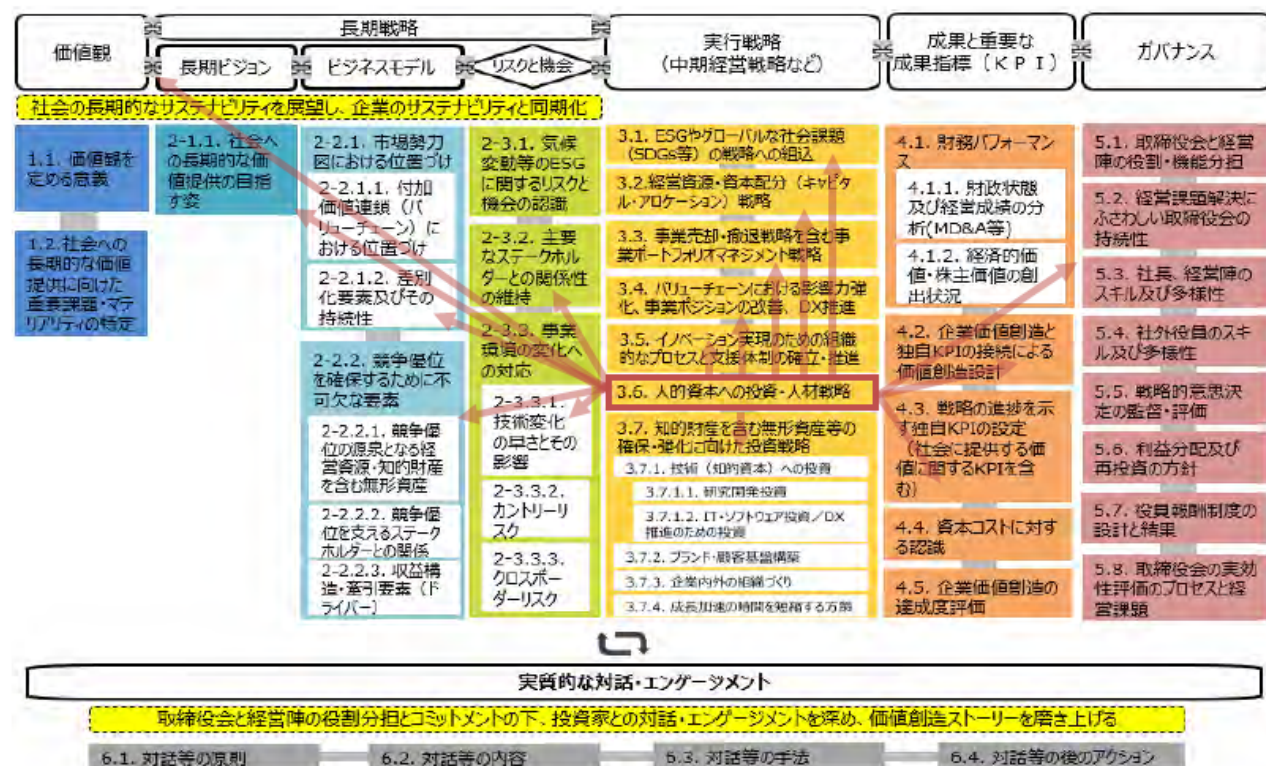 価値観
長期戦略
長期ビジョン
ビジネスモデル
リスクと機会
実行戦略
(中期経営戦略など)
成果と重要な
成果指標(KPI)
ガバナンス
社会の長期的なサステナビリティを展望し、企業のサステナビリティと同期化
1.1. 価値観を
定める意義
1.2.社会への
長期的な価値
提供に向けた
重要課題・マテ
リアリティの特定
2-1.1. 社会へ
の長期的な価
値提供の目指
す姿
2-2.1. 市場勢力
図における位置づけ
2-2.1.1. 付加
価値連鎖(バ
リューチェーン)に
おける位置づけ
2-2.1.2. 差別
化要素及びその
持続性
2-2.2. 競争優位
を確保するために不
可欠な要素
2-2.2.1. 競争優
位の源泉となる経
営資源・知的財産
を含む無形資産
2-2.2.2. 競争優
位を支えるステーク
ホルダーとの関係
2-2.2.3. 収益構
造・牽引要素(ド
ライバー)
2-3.1. 気候
変動等のESG
に関するリスクと
機会の認識
2-3.2. 主要
なステークホル
ダーとの関係性
の維持
2-3.3. 事業
環境の変化へ
の対応
2-3.3.1.
技術変化
の早さとその
影響
2-3.3.2.
カントリーリ
スク
2-3.3.3.
クロスボー
ダーリスク
3.1. ESGやグローバルな社会課題
(SDGs等)の戦略への組込
3.2.経営資源・資本配分(キャピタ
ル・アロケーション)戦略
3.3. 事業売却・撤退戦略を含む事
業ポートフォリオマネジメント戦略
3.4. バリューチェーンにおける影響力強
化、事業ポジションの改善、DX推進
3.5. イノベーション実現のための組織
的なプロセスと支援体制の確立・推進
3.6. 人的資本への投資・人材戦略
3.7. 知的財産を含む無形資産等の
確保・強化に向けた投資戦略
3.7.1. 技術(知的資本)への投資
3.7.1.1. 研究開発投資
3.7.1.2. IT・ソフトウェア投資/DX
推進のための投資
3.7.2. ブランド・顧客基盤構築
3.7.3. 企業内外の組織づくり
3.7.4. 成長加速の時間を短縮する方策
4.1. 財務パフォーマン
ス
4.1.1. 財政状態
及び経営成績の分
析(MD&A等)
4.1.2. 経済的価
値・株主価値の創
出状況
4.2. 企業価値創造と
独自KPIの接続による
価値創造設計
4.3. 戦略の進捗を示
す独自KPIの設定
(社会に提供する価
値に関するKPIを含
む)
4.4. 資本コストに対す
る認識
4.5. 企業価値創造の
達成度評価
5.1. 取締役会と経営
陣の役割・機能分担
5.2. 経営課題解決に
ふさわしい取締役会の
持続性
5.3. 社長、経営陣の
スキル及び多様性
5.4. 社外役員のスキ
ル及び多様性
5.5. 戦略的意思決
定の監督・評価
5.6. 利益分配及び
再投資の方針
5.7. 役員報酬制度の
設計と結果
5.8. 取締役会の実効
性評価のプロセスと経
営課題
実質的な対話・エンゲージメント
取締役会と経営陣の役割分担とコミットメントの下、投資家との対話・エンゲージメントを深め、価値創造ストーリーを磨き上げる
6.1. 対話等の原則
6.2. 対話等の内容
6.3. 対話等の手法
6.4. 対話等の後のアクション